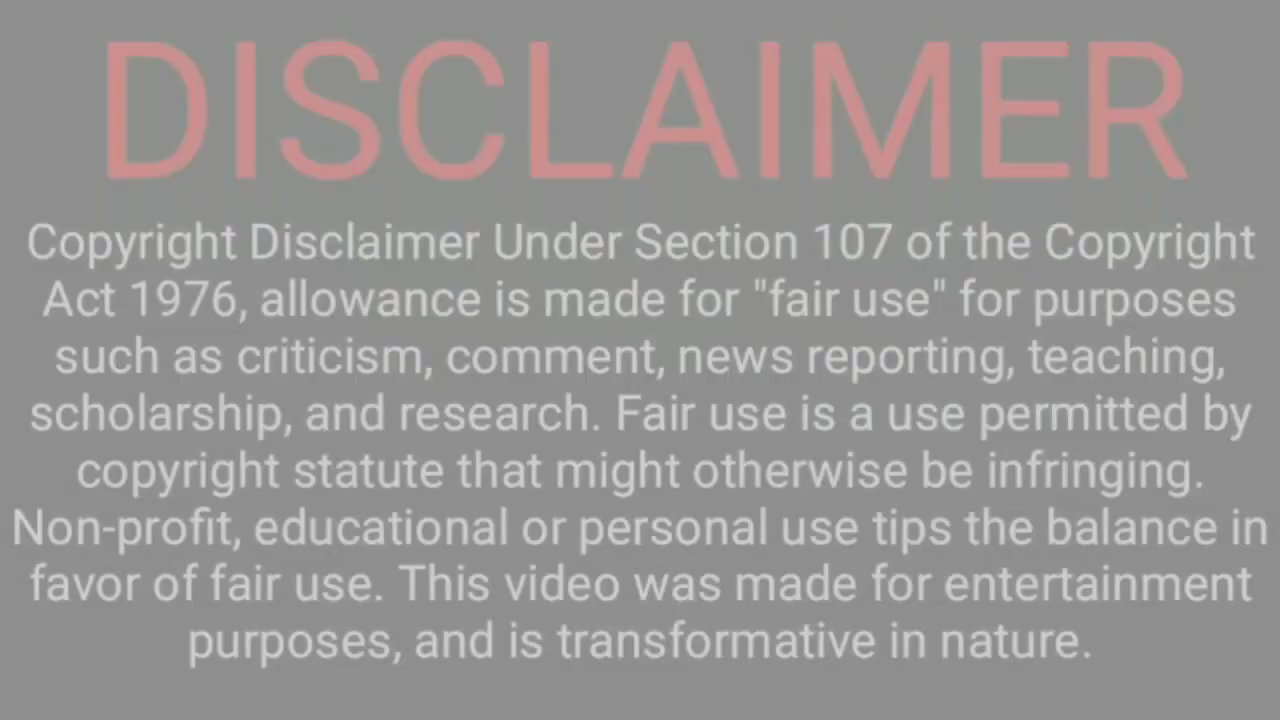 DISCLAIMER
Copyright Disclaimer Under Section 107 of the Copyright
Act 1976, allowance is made for "fair use" for purposes
such as criticism, comment, news reporting, teaching,
scholarship, and research. Fair use is a use permitted by
copyright statute that might otherwise be infringing.
Non-profit, educational or personal use tips the balance in
favor of fair use. This video was made for entertainment
purposes, and is transformative in nature.